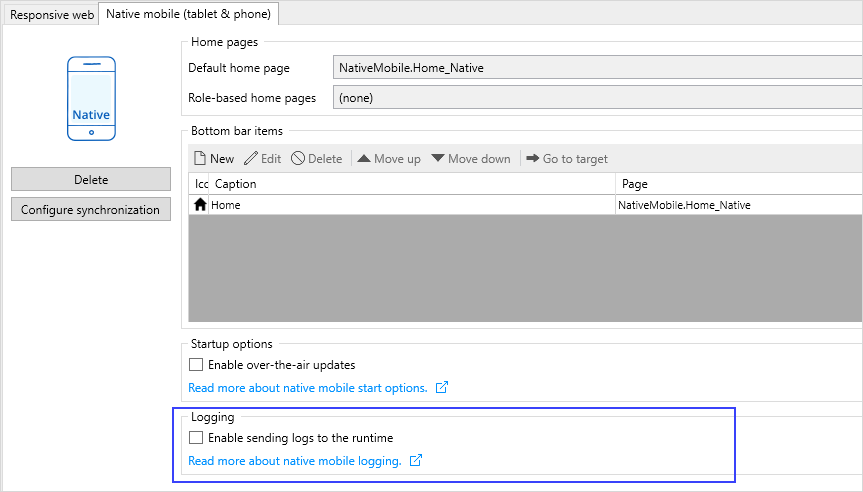 Responsive web
Native mobile (tablet & phone)
Native
Delete
Configure synchronization
Home pages
Default home page
NativeMobile.Home_Native
Role-based home pages
(none)
Bottom bar items
New
Edit
Delete
Move up
Move down
Go to target
Icc
Caption
Page
Home
NativeMobile.Home_Native
Startup options
Enable over-the-air updates
Read more about native mobile start options.
Logging
Enable sending logs to the runtime
Read more about native mobile logging.